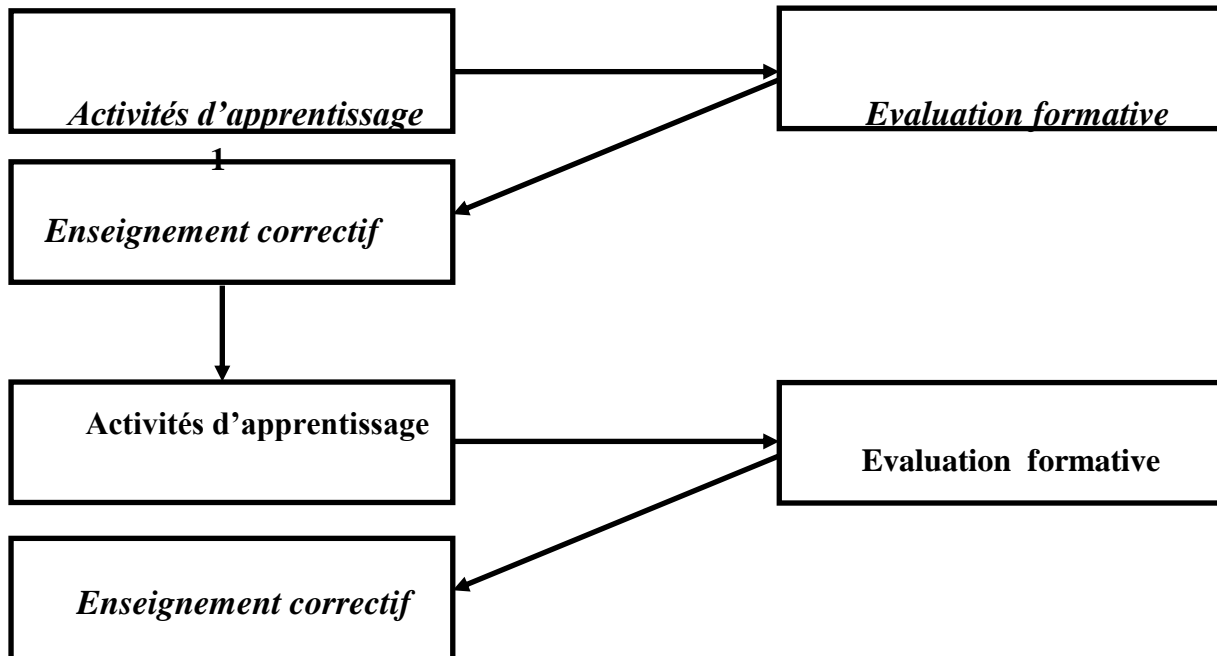 Activités d’apprentissage
1
Evaluation formative
Enseignement correctif
Activités d’apprentissage
Evaluation formative
Enseignement correctif